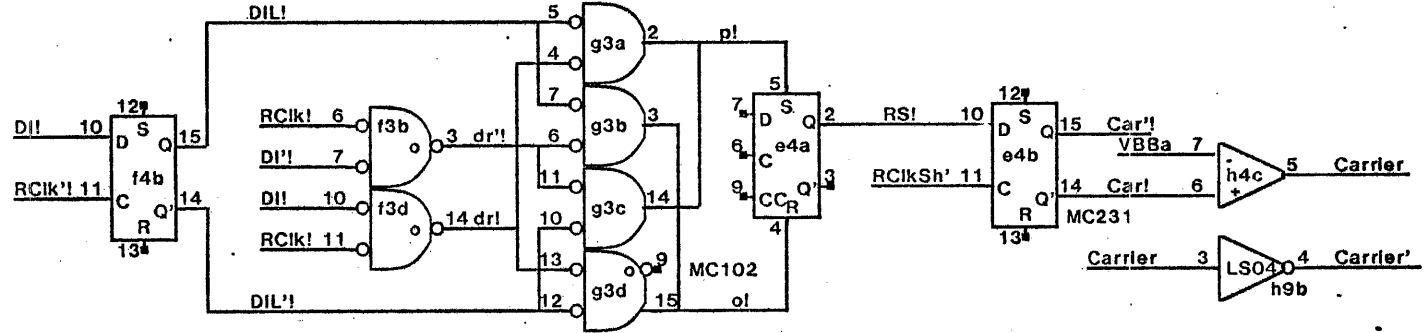 DIL!
5
4
g3a
2
p!
7
6
g3b
3
11
10
g3c
14
13
12
g3d
9
15
o!
MC102
DIL'!
DI! 10
RClk'! 11
12
S
D
Q
f4b
C
Q'
R
13
15
14
RClk! 6
DI'! 7
f3b
o
3 dr'!
DI! 10
RClk! 11
f3d
o
14 dr!
5
S
7
D
Q
2
6
C
e4a
9
CC
R
Q'
3
4
RS! 10
RClkSh' 11
12
S
D
Q
e4b
C
Q'
R
13
MC231
15 Car'!
VBBa 7
14 Car! 6
-
h4c
+
5 Carrier
Carrier 3
LS04
h9b
4 Carrier'
o